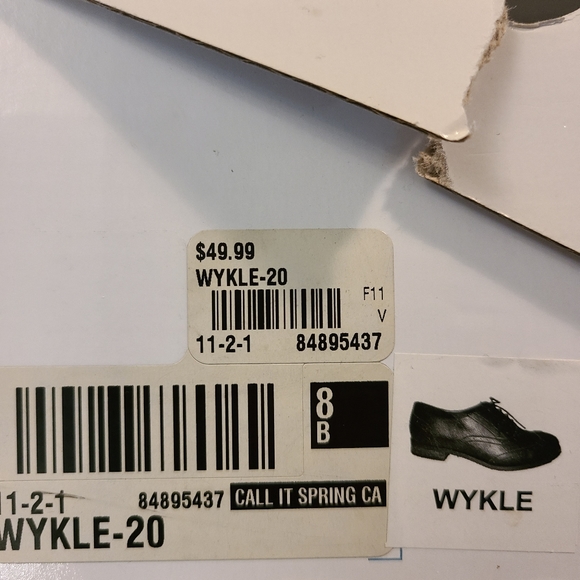 $49.99
WYKLE-20
F11
V
11-2-1 84895437
8
B
11-2-1 84895437 CALL IT SPRING CA
WYKLE-20
WYKLE